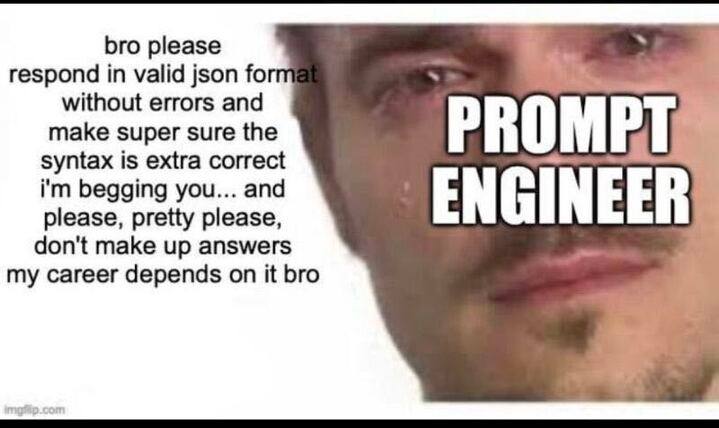 bro please
respond in valid json format
without errors and
make super sure the
syntax is extra correct
i'm begging you... and
please, pretty please,
don't make up answers
my career depends on it bro
PROMPT
ENGINEER
imgflip.com